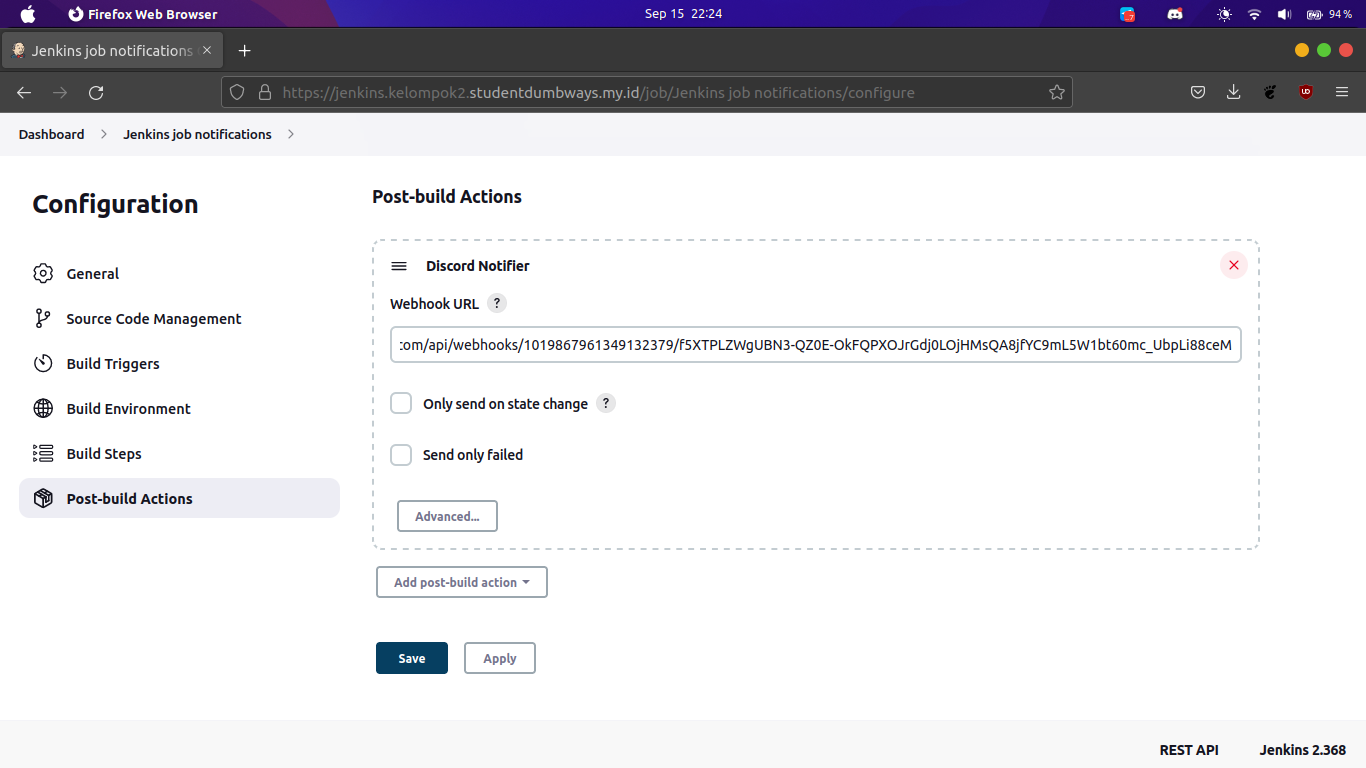 Firefox Web Browser
Sep 15 22:24
94 %
Jenkins job notifications
https://jenkins.kelompok2.studentdumbways.my.id/job/Jenkins job notifications/configure
Dashboard
Jenkins job notifications
Configuration
General
Source Code Management
Build Triggers
Build Environment
Build Steps
Post-build Actions
Post-build Actions
Discord Notifier
Webhook URL ?
:om/api/webhooks/1019867961349132379/f5XTPLZWgUBN3-QZ0E-OkFQPXOJrGdj0LOjHMsQA8jfYC9mL5W1bt60mc_UbpLi88ceM
Only send on state change ?
Send only failed
Advanced...
Add post-build action
Save
Apply
REST API
Jenkins 2.368